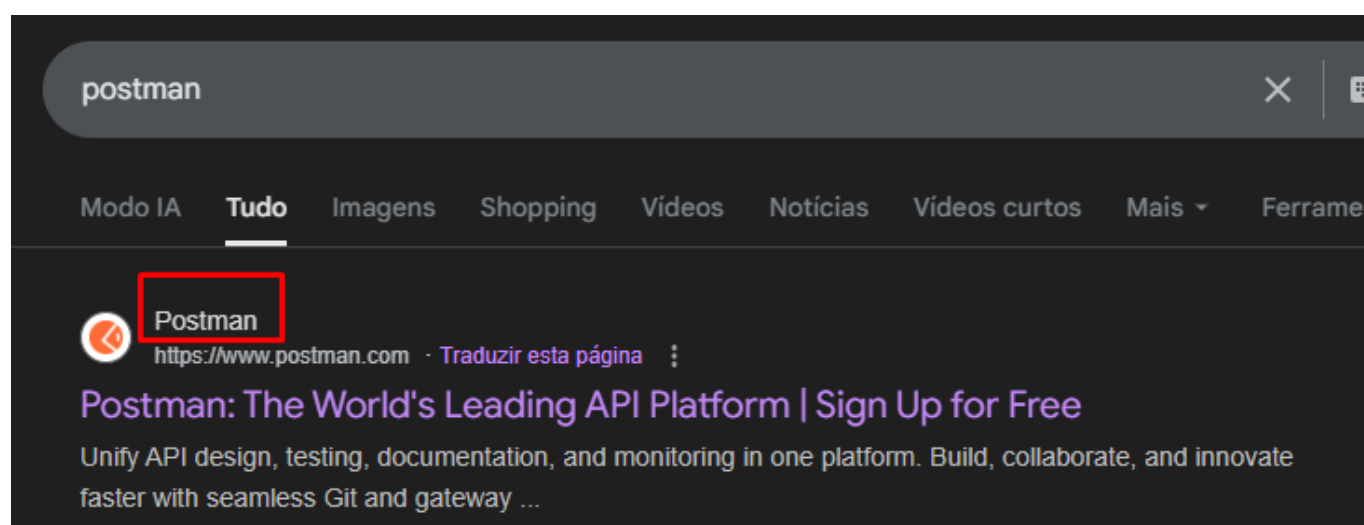 postman
Modo IA Tudo Imagens Shopping Vídeos Notícias Vídeos curtos Mais Ferrame
Postman
https://www.postman.com · Traduzir esta página
Postman: The World's Leading API Platform | Sign Up for Free
Unify API design, testing, documentation, and monitoring in one platform. Build, collaborate, and innovate
faster with seamless Git and gateway ...